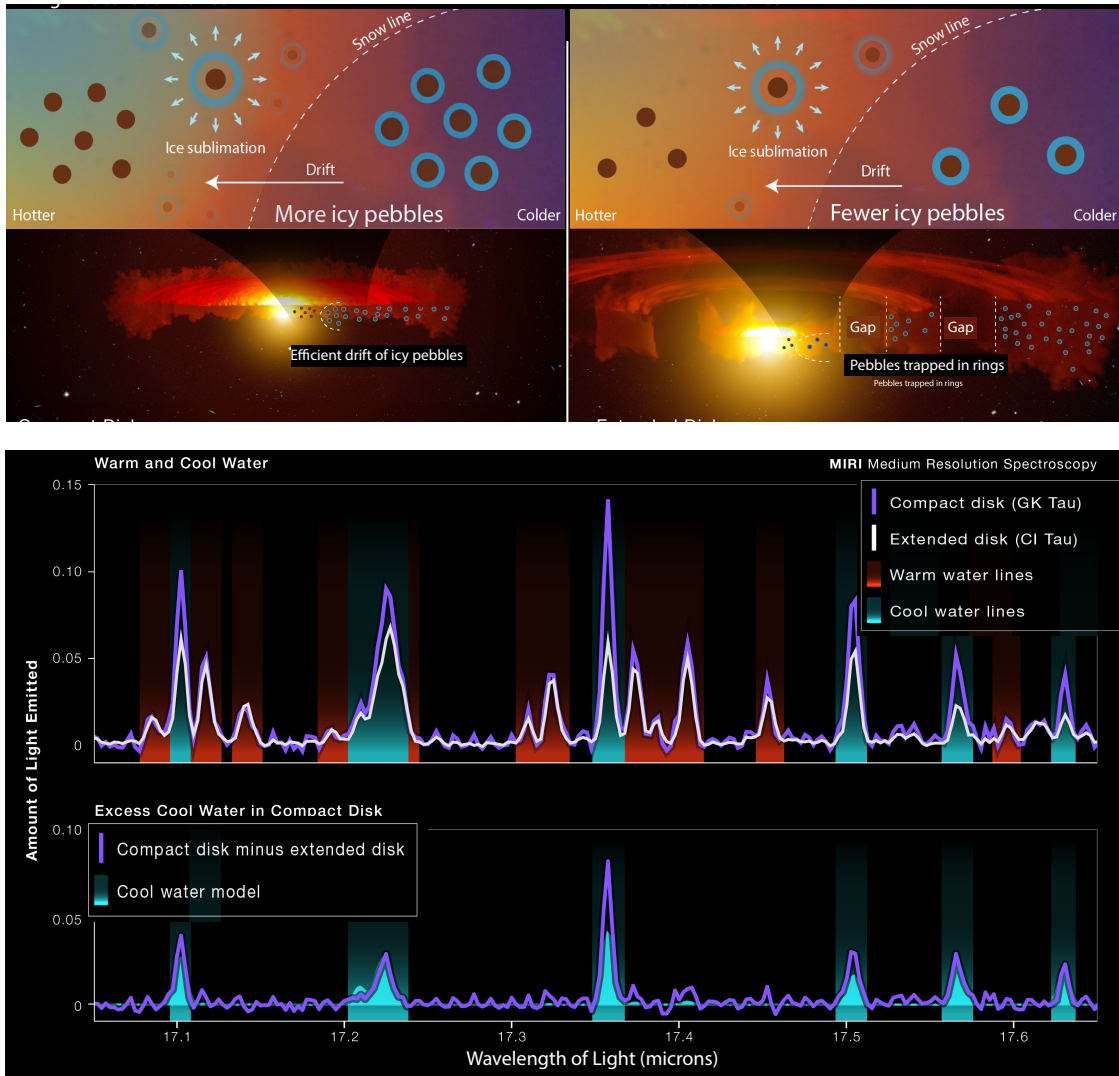 Snow line
Ice sublimation
Drift
Hotter
More icy pebbles
Colder
Efficient drift of icy pebbles
Snow line
Ice sublimation
Drift
Hotter
Fewer icy pebbles
Colder
Gap
Gap
Pebbles trapped in rings
Pebbles trapped in rings
Warm and Cool Water
MIRI Medium Resolution Spectroscopy
Compact disk (GK Tau)
Extended disk (CI Tau)
Warm water lines
Cool water lines
0.15
0.10
0.05
0
Amount of Light Emitted
Excess Cool Water in Compact Disk
Compact disk minus extended disk
Cool water model
0.10
0.05
0
17.1
17.2
17.3
17.4
17.5
17.6
Wavelength of Light (microns)